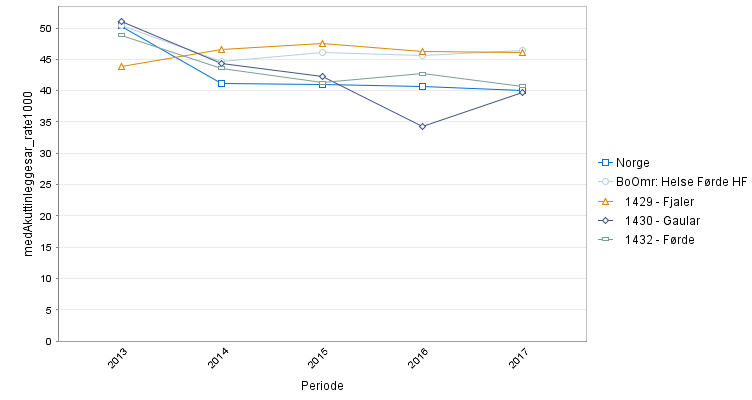 50
45
40
35
30
25
20
15
10
5
0
medAkuttinleggesar_rate1000
2013
2014
2015
2016
2017
Periode
Norge
BoOmr: Helse Førde HF
1429 - Fjaler
1430 - Gaular
1432 - Førde